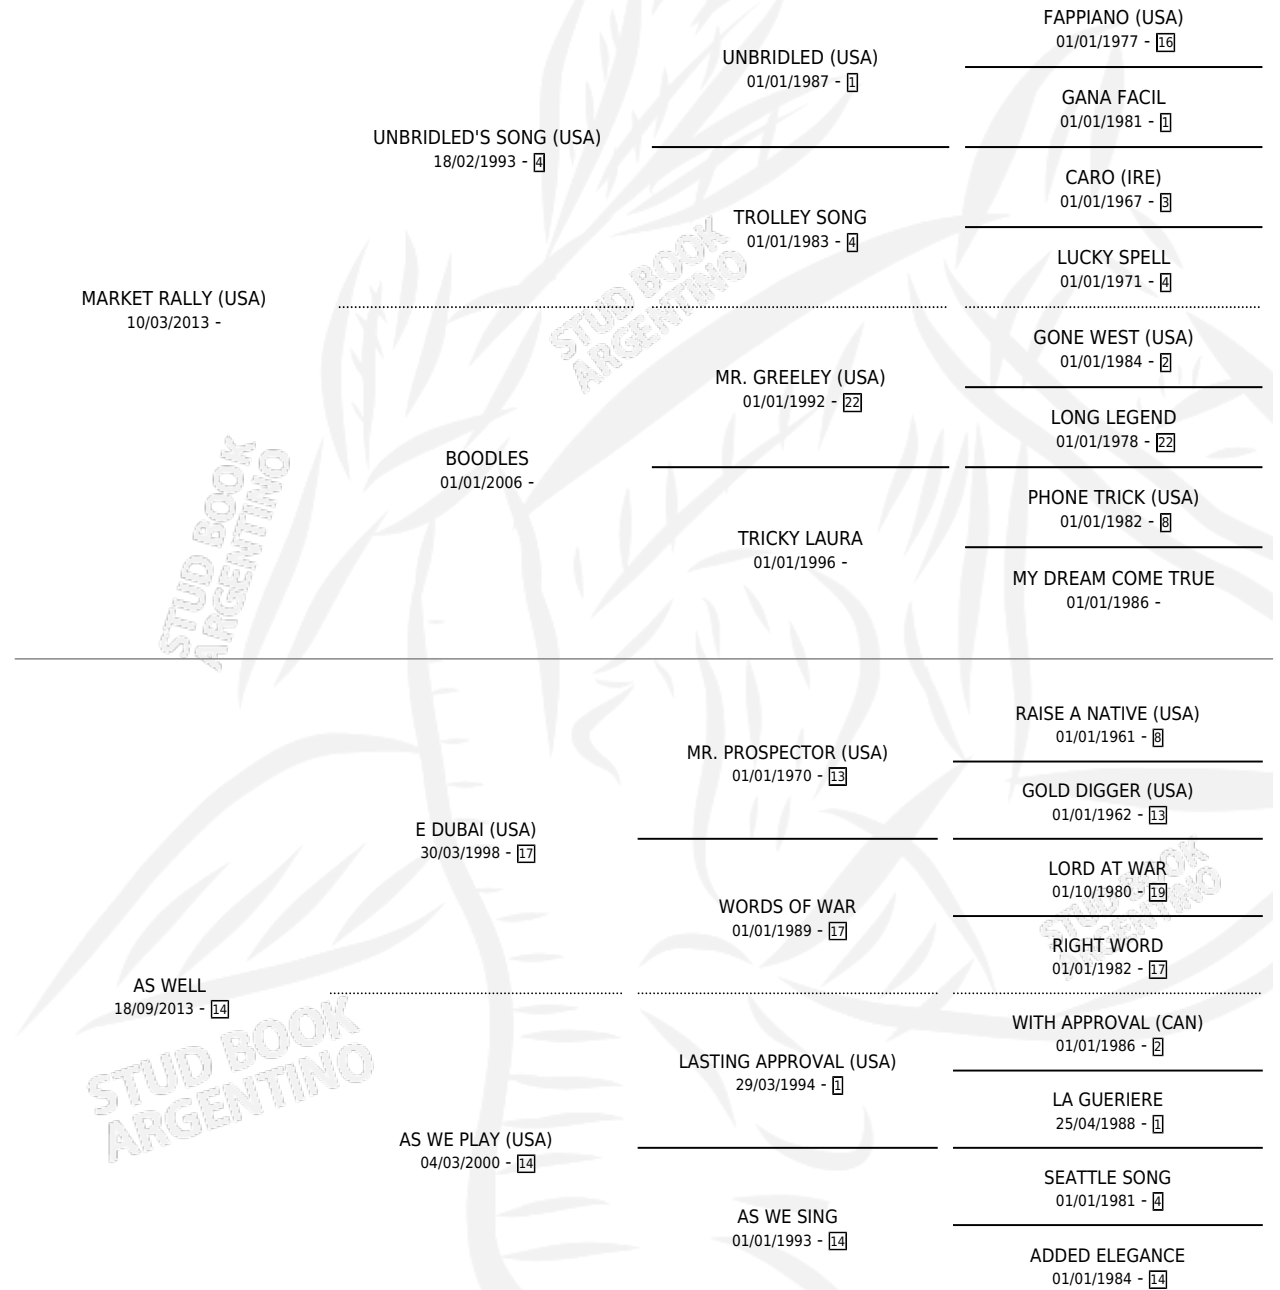 FAPPIANO (USA)
01/01/1977 - 16
UNBRIDLED (USA)
01/01/1987 - 1
GANA FACIL
01/01/1981 - 1
UNBRIDLED'S SONG (USA)
18/02/1993 - 4
CARO (IRE)
01/01/1967 - 3
TROLLEY SONG
01/01/1983 - 4
LUCKY SPELL
01/01/1971 - 4
MARKET RALLY (USA)
10/03/2013 -
GONE WEST (USA)
01/01/1984 - 2
MR. GREELEY (USA)
01/01/1992 - 22
LONG LEGEND
01/01/1978 - 22
BOODLES
01/01/2006 -
PHONE TRICK (USA)
01/01/1982 - 8
TRICKY LAURA
01/01/1996 -
MY DREAM COME TRUE
01/01/1986 -
RAISE A NATIVE (USA)
01/01/1961 - 8
MR. PROSPECTOR (USA)
01/01/1970 - 13
GOLD DIGGER (USA)
01/01/1962 - 13
E DUBAI (USA)
30/03/1998 - 17
LORD AT WAR
01/10/1980 - 19
WORDS OF WAR
01/01/1989 - 17
RIGHT WORD
01/01/1982 - 17
AS WELL
18/09/2013 - 14
WITH APPROVAL (CAN)
01/01/1986 - 2
LASTING APPROVAL (USA)
29/03/1994 - 1
LA GUERIERE
25/04/1988 - 1
AS WE PLAY (USA)
04/03/2000 - 14
SEATTLE SONG
01/01/1981 - 4
AS WE SING
01/01/1993 - 14
ADDED ELEGANCE
01/01/1984 - 14
STUD BOOK
ARGENTINO
STUD BOOK
ARGENTINO
STUD BOOK
ARGENTINO
STUD BOOK
ARGENTINO